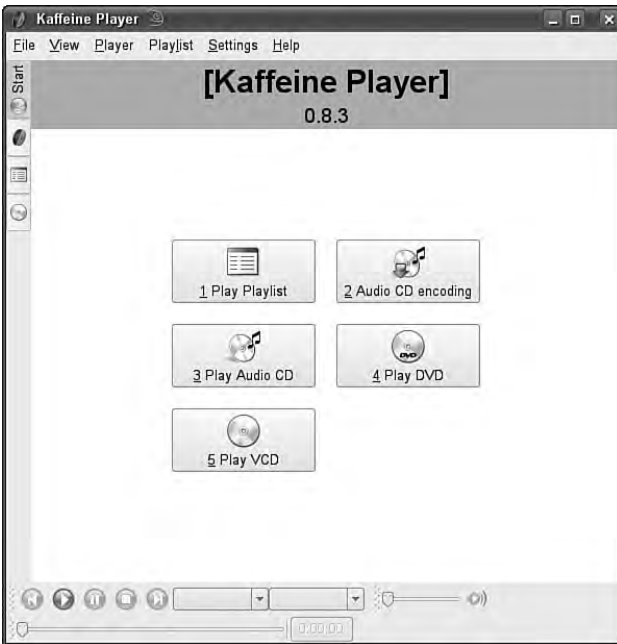 Kaffeine Player
File View Player Playlist Settings Help
Start
[Kaffeine Player]
0.8.3
1 Play Playlist
2 Audio CD encoding
3 Play Audio CD
4 Play DVD
DVD
5 Play VCD
0:00:00